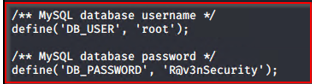 /** MySQL database username */
define('DB_USER', 'root');
/** MySQL database password */
define('DB_PASSWORD', 'R@v3nSecurity');